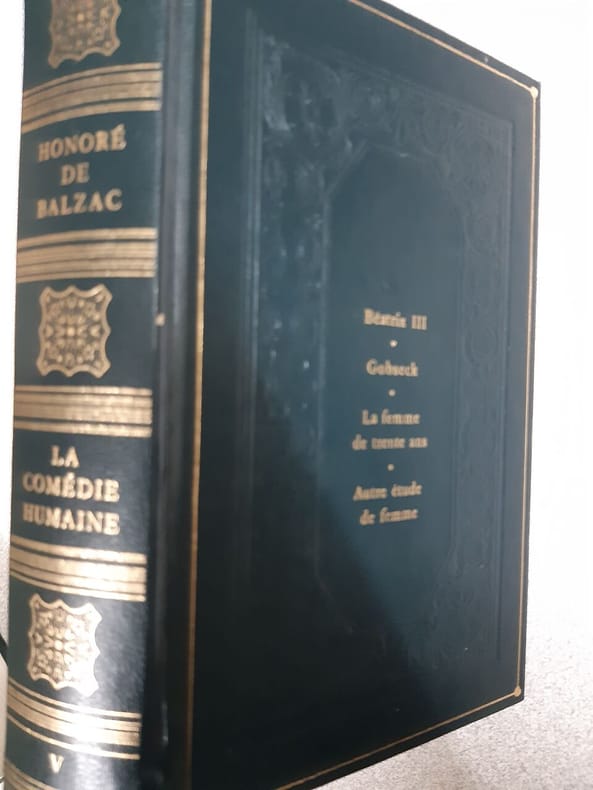 HONORÉ
DE
BALZAC
LA
COMÉDIE
HUMAINE
V
Béatrix III
Gobseck
La femme
de trente ans
Autre étude
de femme